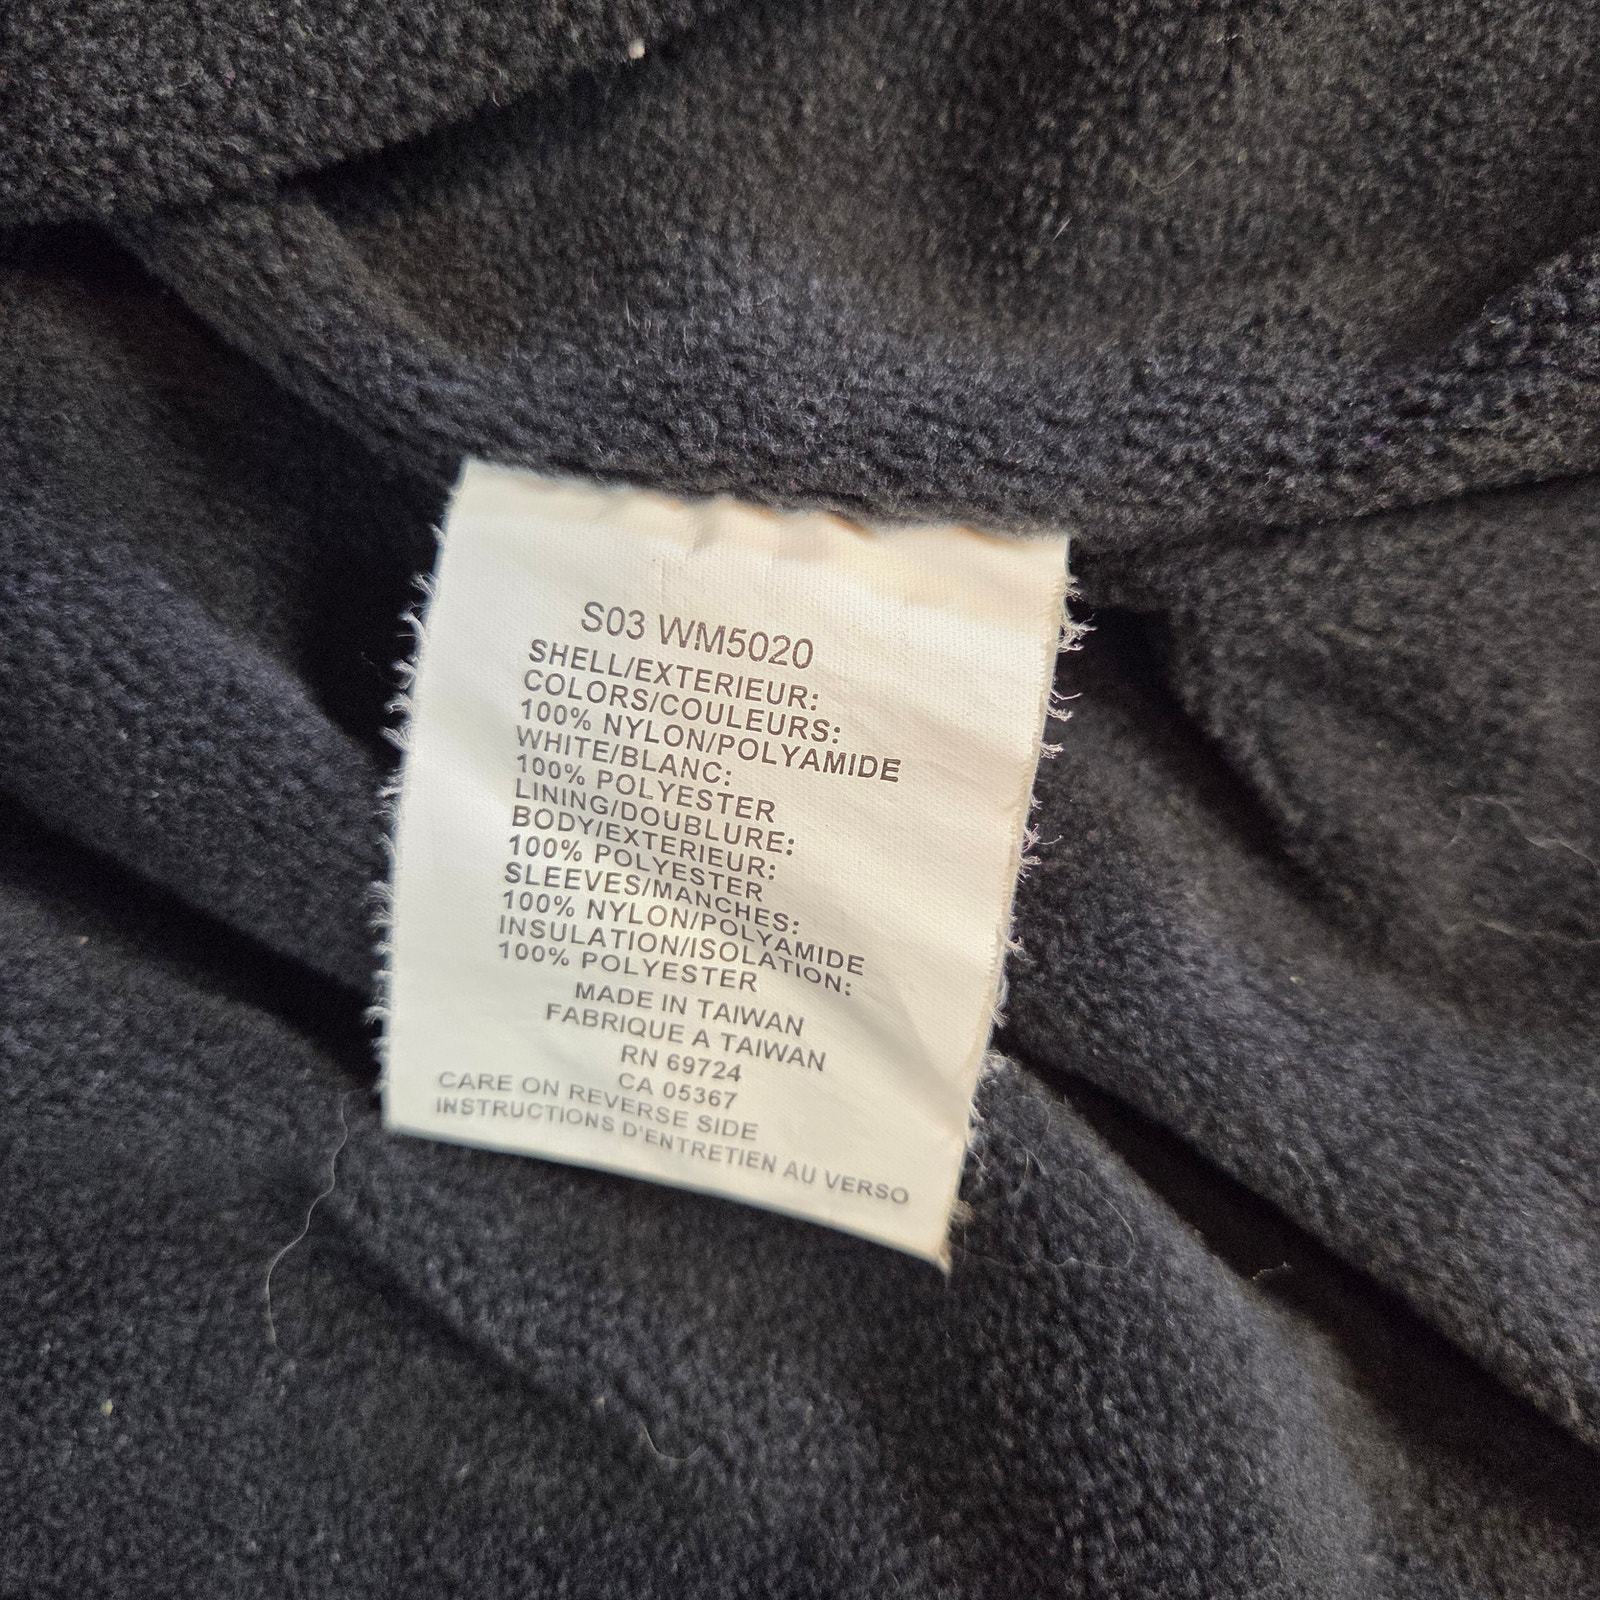 S03 WM5020
SHELL/EXTERIEUR:
COLORS/COULEURS:
100% NYLON/POLYAMIDE
WHITE/BLANC:
100% POLYESTER
LINING/DOUBLURE:
BODY/EXTERIEUR:
100% POLYESTER
SLEEVES/MANCHES:
100% NYLON/POLYAMIDE
INSULATION/ISOLATION:
100% POLYESTER
MADE IN TAIWAN
FABRIQUE A TAIWAN
RN 69724
CA 05367
CARE ON REVERSE SIDE
INSTRUCTIONS D'ENTRETIEN AU VERSO